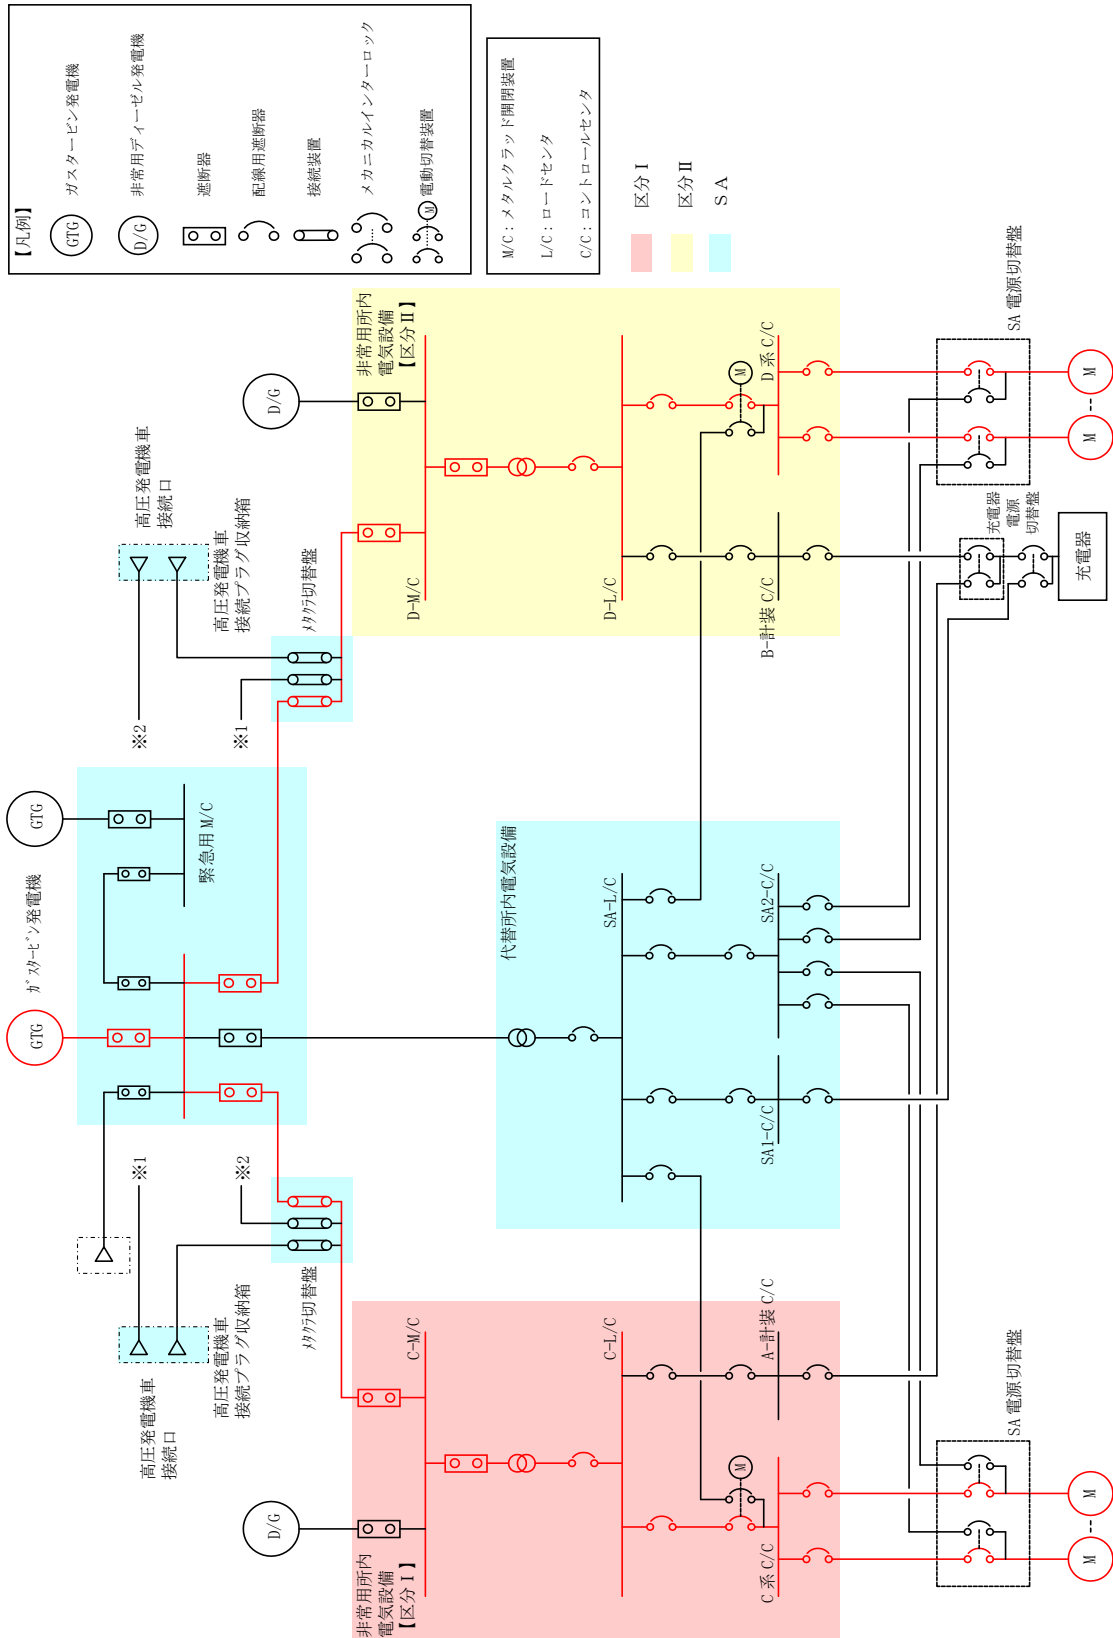 【凡例】
GTG
ガスタービン発電機
D/G
非常用ディーゼル発電機
遮断器
配線用遮断器
接続装置
メカニカルインターロック
M
電動切替装置
M/C：メタルクラッド開閉装置
L/C：ロードセンタ
C/C：コントロールセンタ
区分Ⅰ
区分Ⅱ
ＳＡ
ｶﾞｽﾀｰﾋﾞﾝ発電機
GTG
GTG
緊急用 M/C
高圧発電機車
接続口
※1
※2
高圧発電機車
接続プラグ収納箱
ﾒﾀｸﾗ切替盤
高圧発電機車
接続口
※2
※1
高圧発電機車
接続プラグ収納箱
ﾒﾀｸﾗ切替盤
D/G
非常用所内
電気設備
【区分Ⅰ】
C-M/C
C-L/C
M
C 系 C/C
A-計装 C/C
代替所内電気設備
SA-L/C
SA1-C/C
SA2-C/C
D/G
非常用所内
電気設備
【区分Ⅱ】
D-M/C
D-L/C
M
B-計装 C/C
D 系 C/C
SA 電源切替盤
M
M
充電器
電源
切替盤
充電器
SA 電源切替盤
M
M